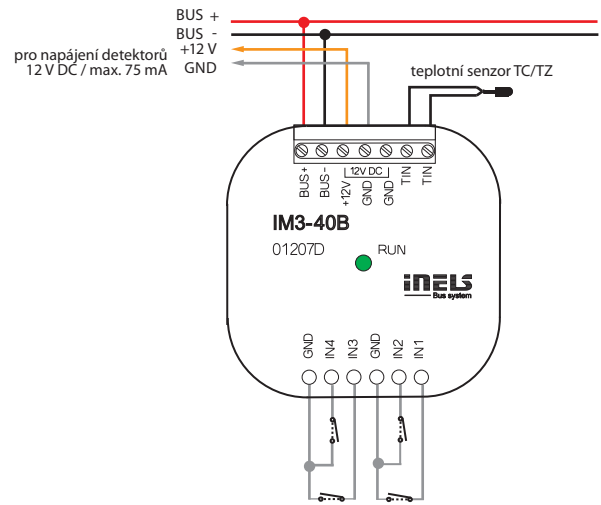 BUS +
BUS -
+12 V
pro napájení detektorů
12 V DC / max. 75 mA
GND
teplotní senzor TC/TZ
BUS+
BUS-
+12V
12V DC
GND
GND
TIN
TIN
IM3-40B
01207D
RUN
iNELS
Bus system
GND
IN4
IN3
GND
IN2
IN1